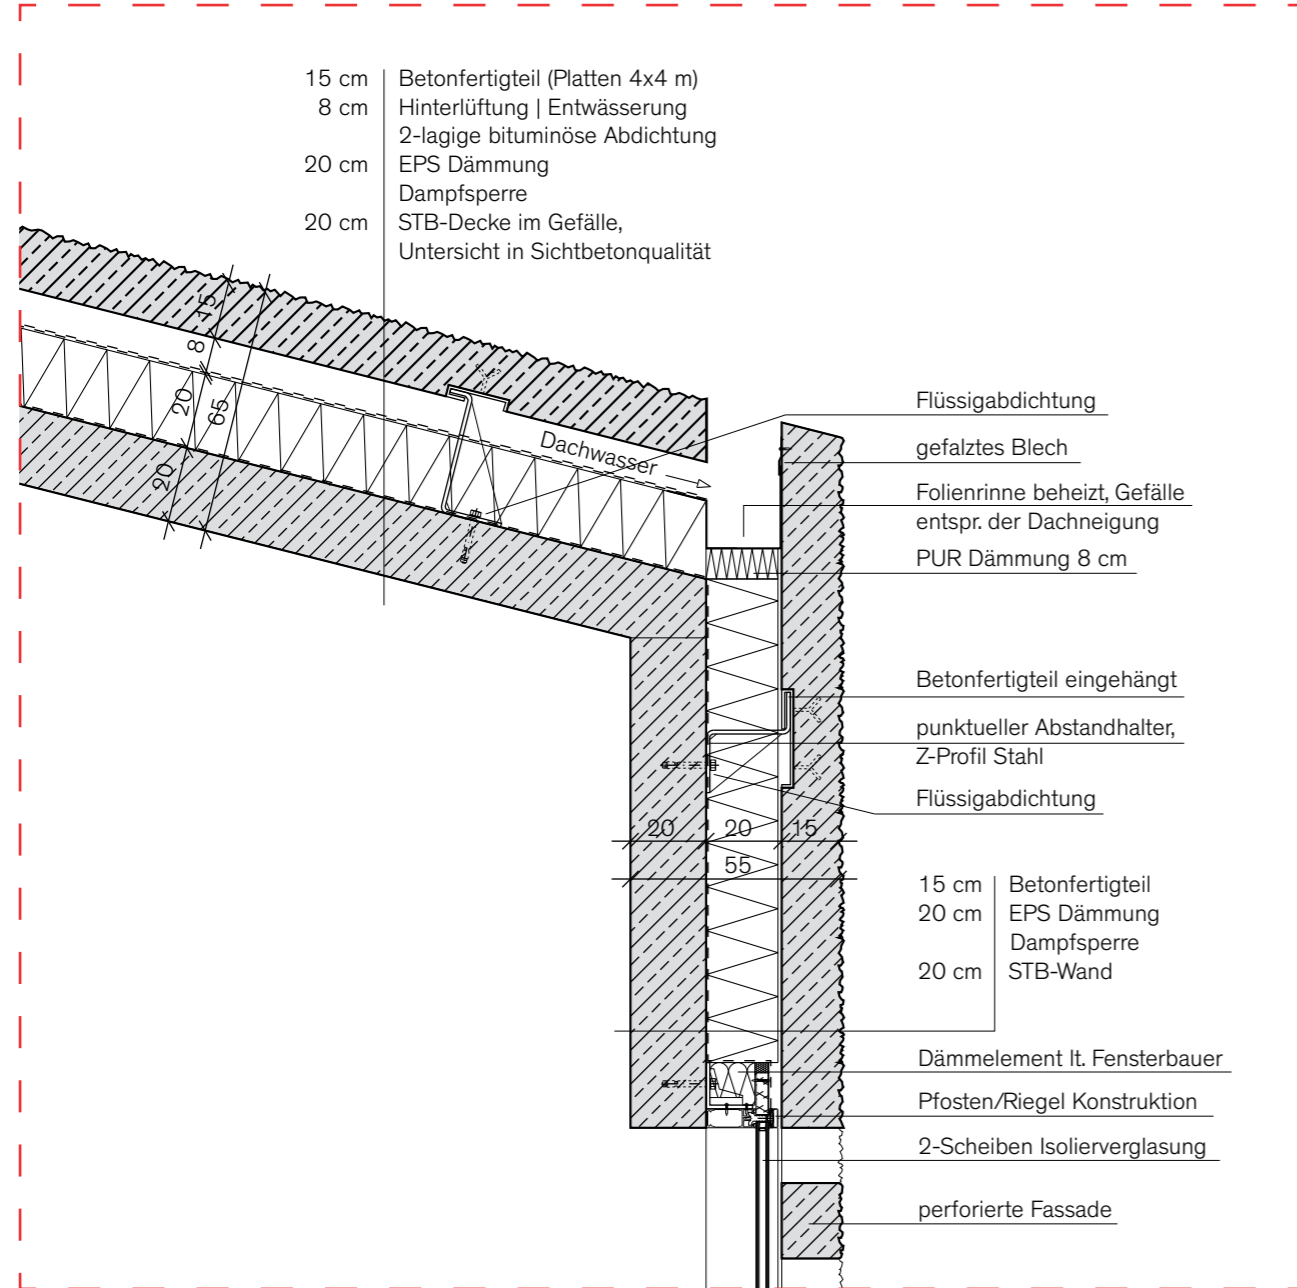 15 cm Betonfertigteil (Platten 4x4 m)
8 cm Hinterlüftung | Entwässerung
2-lagige bituminöse Abdichtung
20 cm EPS Dämmung
Dampfsperre
20 cm STB-Decke im Gefälle,
Untersicht in Sichtbetonqualität
15
8
20
65
20
Dachwasser
Flüssigabdichtung
gefalztes Blech
Folienrinne beheizt, Gefälle
entspr. der Dachneigung
PUR Dämmung 8 cm
Betonfertigteil eingehängt
punktueller Abstandhalter,
Z-Profil Stahl
Flüssigabdichtung
20 20 15
55
15 cm Betonfertigteil
20 cm EPS Dämmung
Dampfsperre
20 cm STB-Wand
Dämmelement lt. Fensterbauer
Pfosten/Riegel Konstruktion
2-Scheiben Isolierverglasung
perforierte Fassade